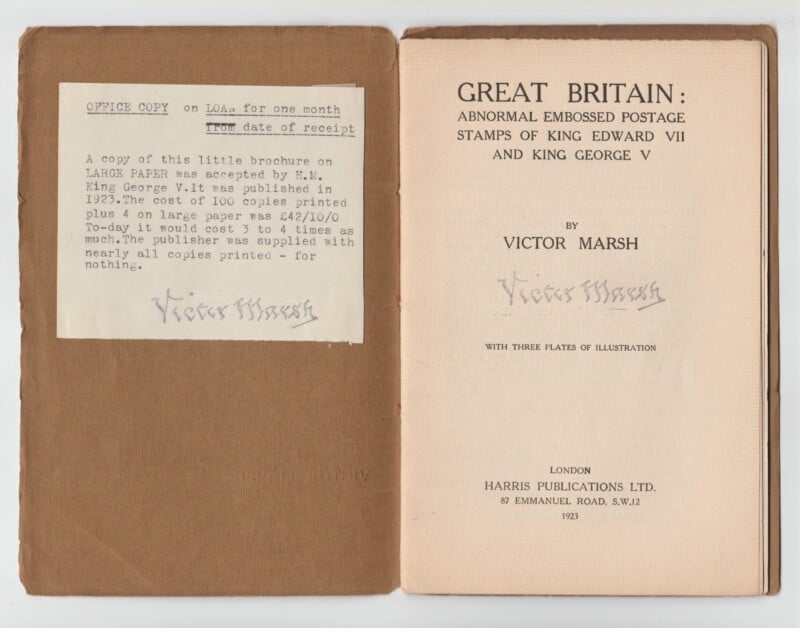 OFFICE COPY on LOAN for one month
from date of receipt
A copy of this little brochure on
LARGE PAPER was accepted by H.M.
King George V.It was published in
1923.The cost of 100 copies printed
plus 4 on large paper was £42/10/0
To-day it would cost 3 to 4 times as
much.The publisher was supplied with
nearly all copies printed - for
nothing.
Victor Marsh
GREAT BRITAIN:
ABNORMAL EMBOSSED POSTAGE
STAMPS OF KING EDWARD VII
AND KING GEORGE V
BY
VICTOR MARSH
Victor Marsh
WITH THREE PLATES OF ILLUSTRATION
LONDON
HARRIS PUBLICATIONS LTD.
87 EMMANUEL ROAD, S.W.12
1923